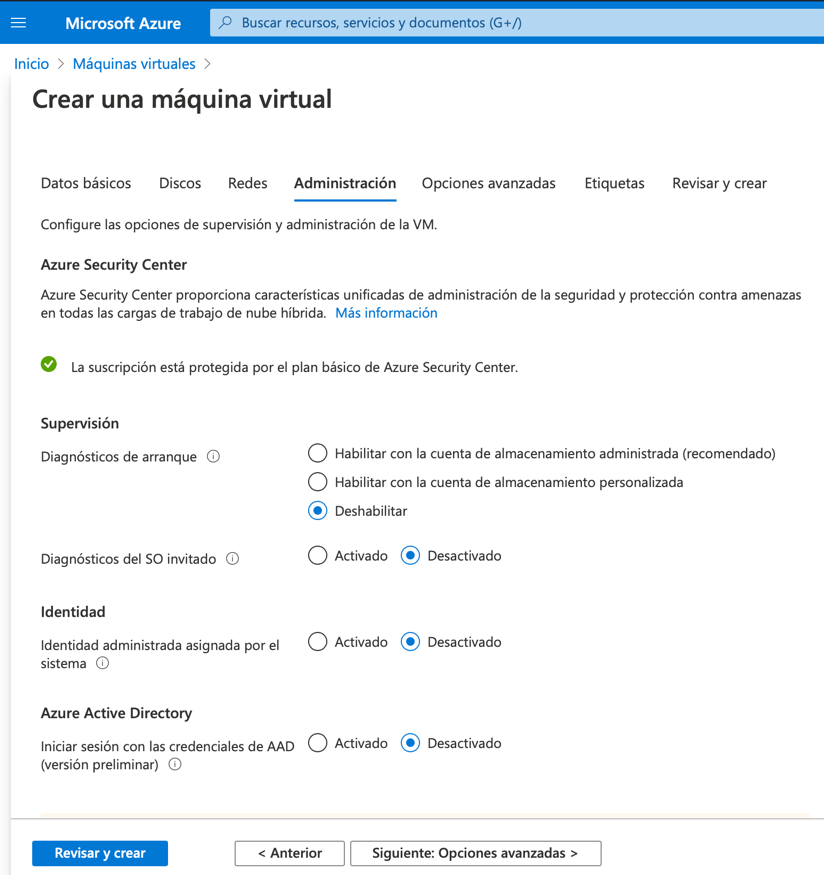 Microsoft Azure
Buscar recursos, servicios y documentos (G+/)
Inicio > Máquinas virtuales >
Crear una máquina virtual
Datos básicos Discos Redes Administración Opciones avanzadas Etiquetas Revisar y crear
Configure las opciones de supervisión y administración de la VM.
Azure Security Center
Azure Security Center proporciona características unificadas de administración de la seguridad y protección contra amenazas
en todas las cargas de trabajo de nube híbrida. Más información
La suscripción está protegida por el plan básico de Azure Security Center.
Supervisión
Diagnósticos de arranque
Habilitar con la cuenta de almacenamiento administrada (recomendado)
Habilitar con la cuenta de almacenamiento personalizada
Deshabilitar
Diagnósticos del SO invitado
Activado Desactivado
Identidad
Identidad administrada asignada por el
sistema
Activado Desactivado
Azure Active Directory
Iniciar sesión con las credenciales de AAD
(versión preliminar)
Activado Desactivado
Revisar y crear
< Anterior
Siguiente: Opciones avanzadas >